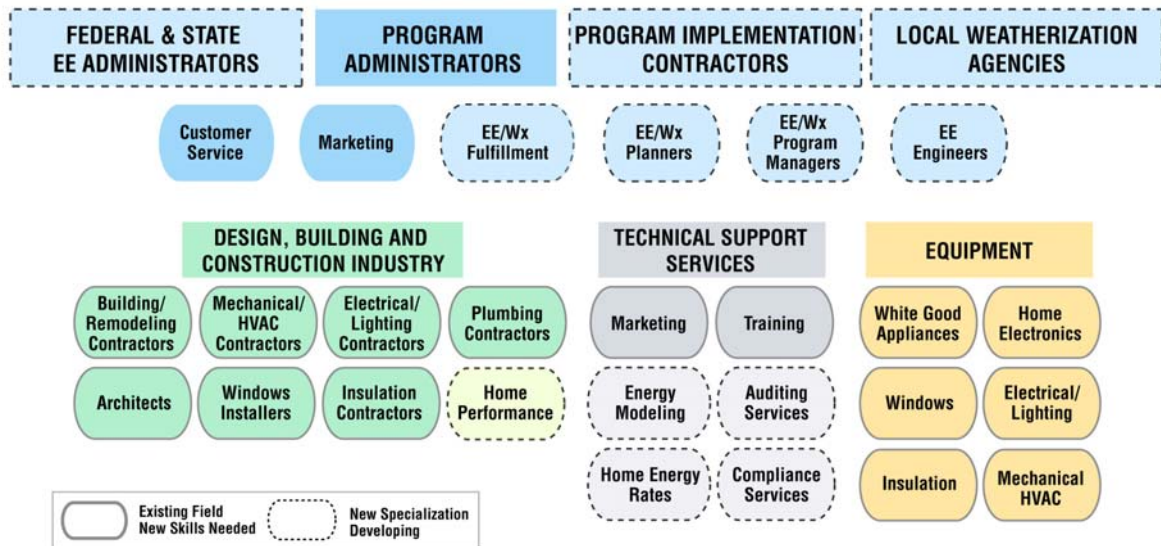 FEDERAL & STATE
EE ADMINISTRATORS
PROGRAM
ADMINISTRATORS
PROGRAM IMPLEMENTATION
CONTRACTORS
LOCAL WEATHERIZATION
AGENCIES
Customer
Service
Marketing
EE/Wx
Fulfillment
EE/Wx
Planners
EE/Wx
Program
Managers
EE
Engineers
DESIGN, BUILDING AND
CONSTRUCTION INDUSTRY
Building/
Remodeling
Contractors
Mechanical/
HVAC
Contractors
Electrical/
Lighting
Contractors
Plumbing
Contractors
Architects
Windows
Installers
Insulation
Contractors
Home
Performance
TECHNICAL SUPPORT
SERVICES
Marketing
Training
Energy
Modeling
Auditing
Services
Home Energy
Rates
Compliance
Services
EQUIPMENT
White Good
Appliances
Home
Electronics
Windows
Electrical/
Lighting
Insulation
Mechanical
HVAC
Existing Field
New Skills Needed
New Specialization
Developing